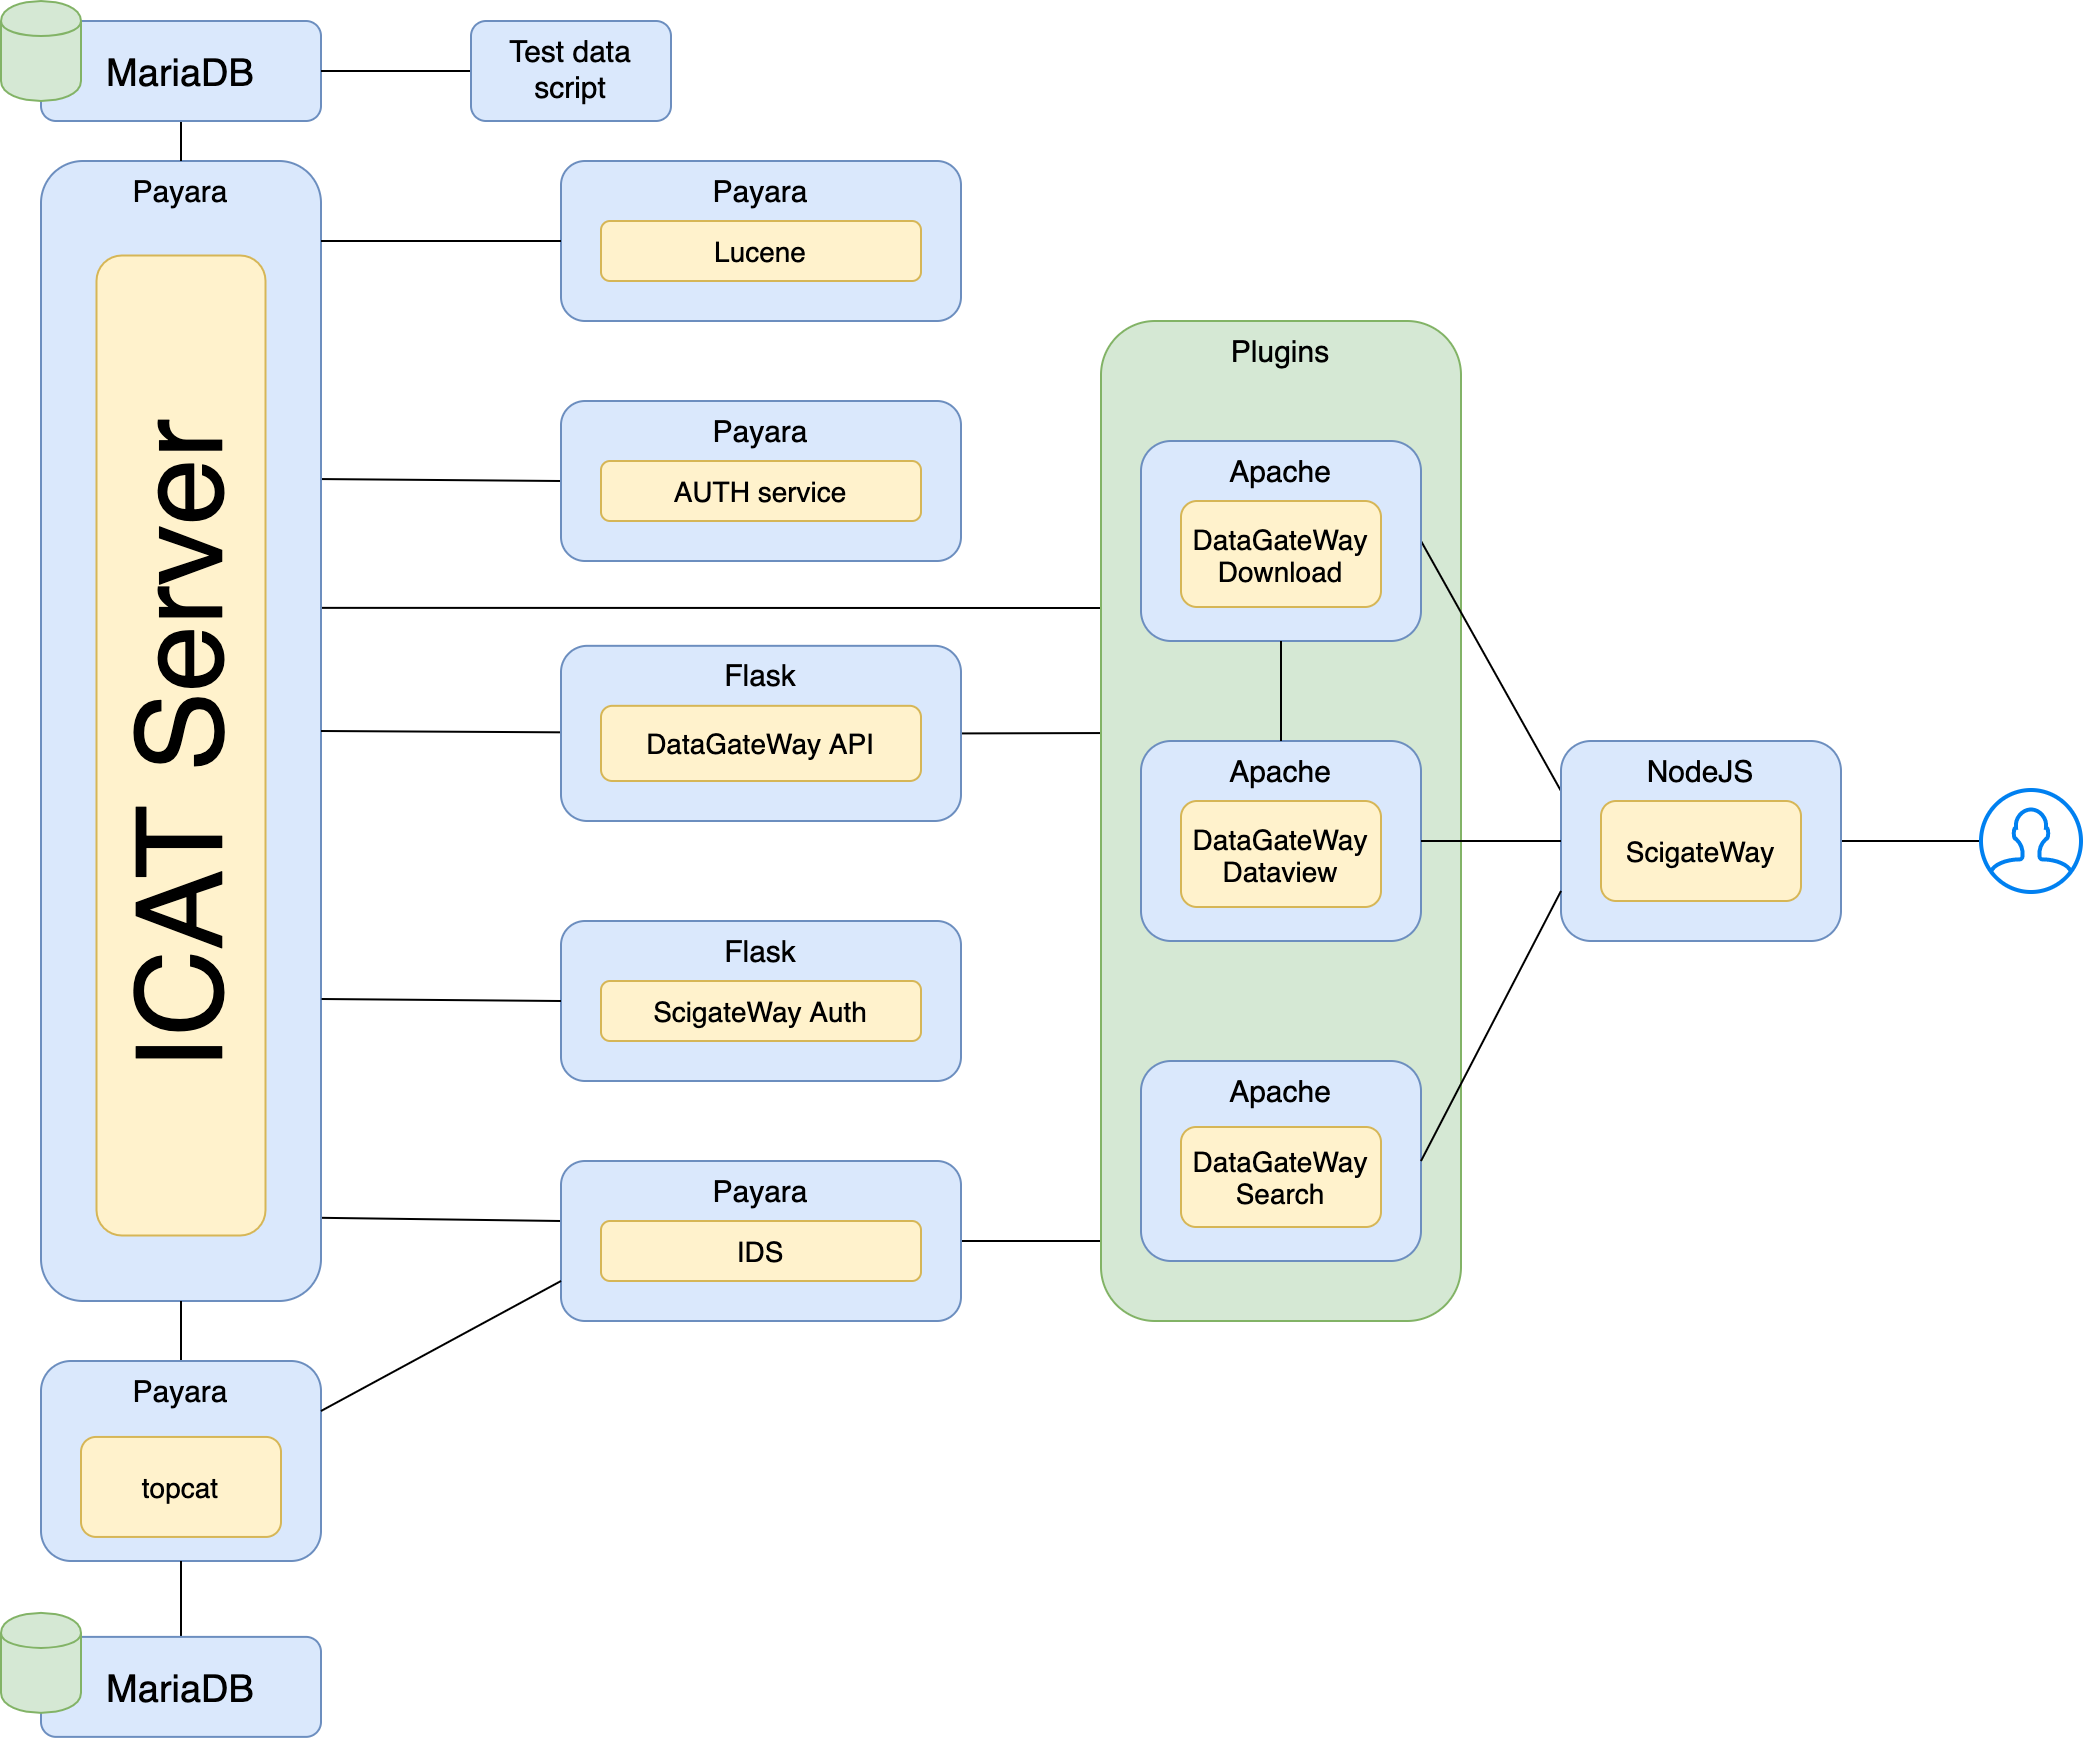 MariaDB
Test data
script
Payara
ICAT Server
Payara
Lucene
Payara
AUTH service
Flask
DataGateWay API
Flask
ScigateWay Auth
Payara
IDS
Plugins
Apache
DataGateWay
Download
Apache
DataGateWay
Dataview
Apache
DataGateWay
Search
NodeJS
ScigateWay
Payara
topcat
MariaDB